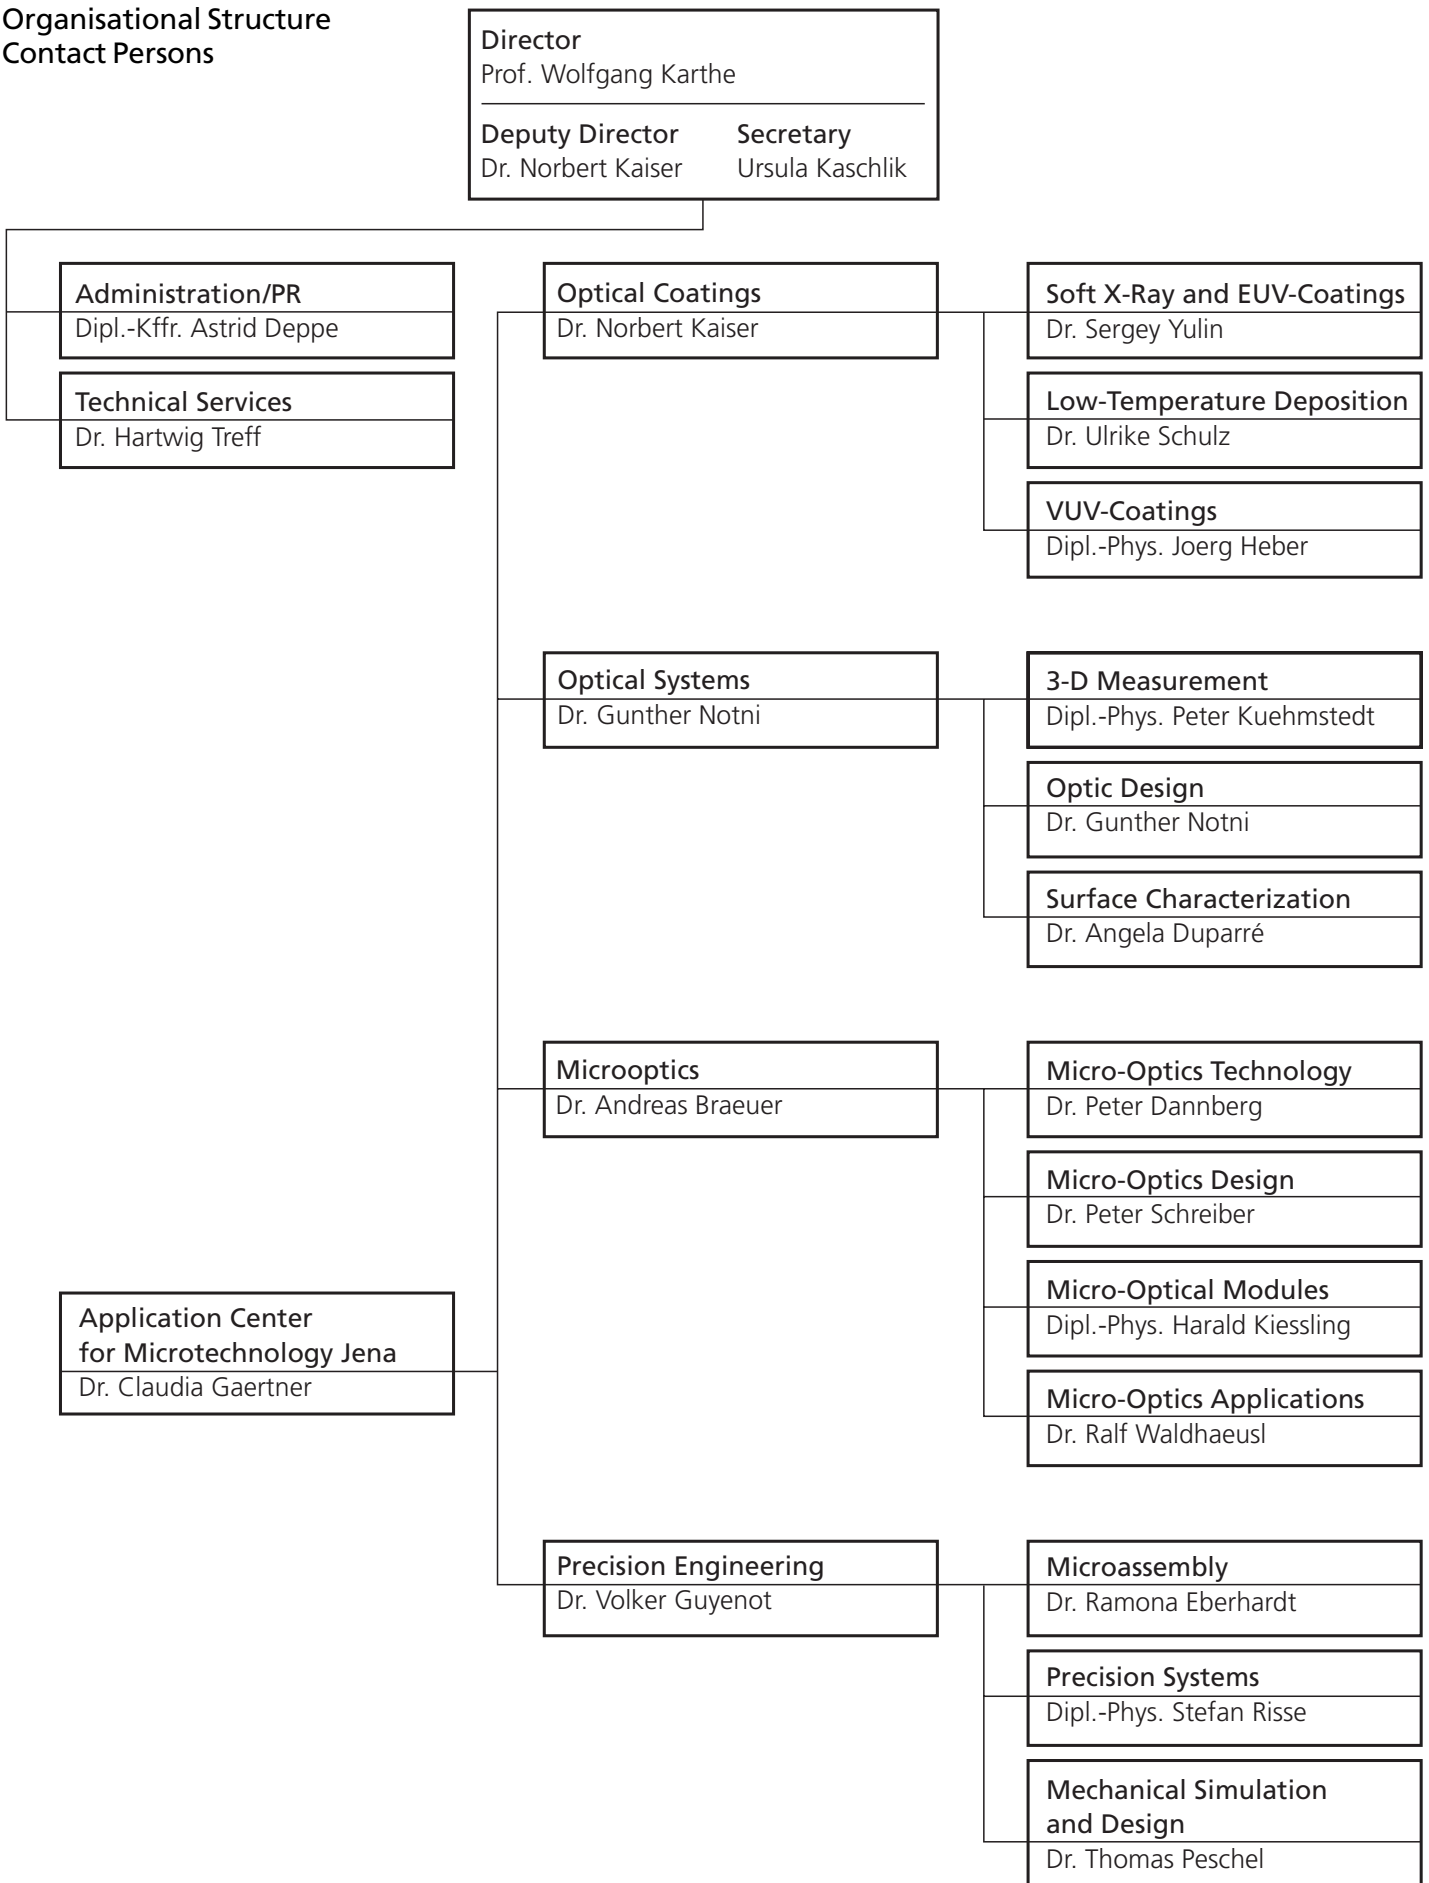 Organisational Structure
Contact Persons
Director
Prof. Wolfgang Karthe
Deputy Director
Dr. Norbert Kaiser
Secretary
Ursula Kaschlik
Administration/PR
Dipl.-Kffr. Astrid Deppe
Technical Services
Dr. Hartwig Treff
Optical Coatings
Dr. Norbert Kaiser
Soft X-Ray and EUV-Coatings
Dr. Sergey Yulin
Low-Temperature Deposition
Dr. Ulrike Schulz
VUV-Coatings
Dipl.-Phys. Joerg Heber
Optical Systems
Dr. Gunther Notni
3-D Measurement
Dipl.-Phys. Peter Kuehmstedt
Optic Design
Dr. Gunther Notni
Surface Characterization
Dr. Angela Duparré
Microoptics
Dr. Andreas Braeuer
Micro-Optics Technology
Dr. Peter Dannberg
Micro-Optics Design
Dr. Peter Schreiber
Micro-Optical Modules
Dipl.-Phys. Harald Kiessling
Micro-Optics Applications
Dr. Ralf Waldhaeusl
Application Center
for Microtechnology Jena
Dr. Claudia Gaertner
Precision Engineering
Dr. Volker Guyenot
Microassembly
Dr. Ramona Eberhardt
Precision Systems
Dipl.-Phys. Stefan Risse
Mechanical Simulation
and Design
Dr. Thomas Peschel